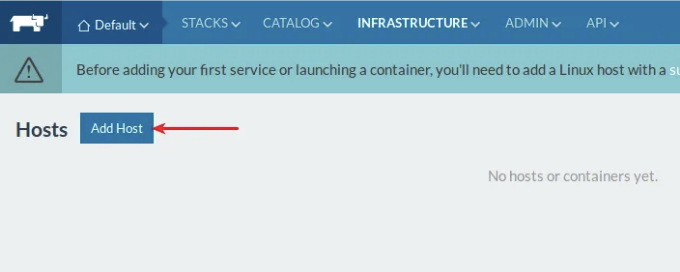 Default STACKS CATALOG INFRASTRUCTURE ADMIN API
Before adding your first service or launching a container, you'll need to add a Linux host with a
Hosts Add Host
No hosts or containers yet.